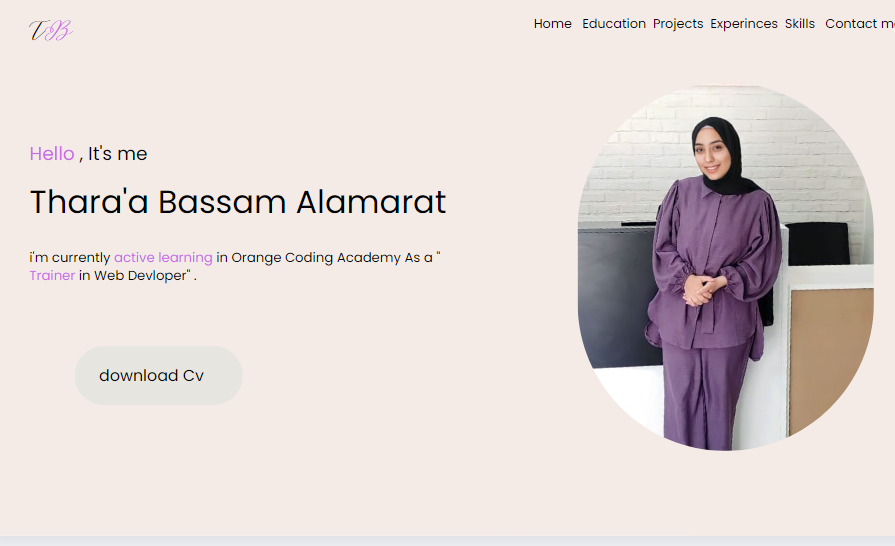 TB
Home Education Projects Experinces Skills Contact me
Hello , It's me
Thara'a Bassam Alamarat
i'm currently active learning in Orange Coding Academy As a "
Trainer in Web Devloper" .
download Cv